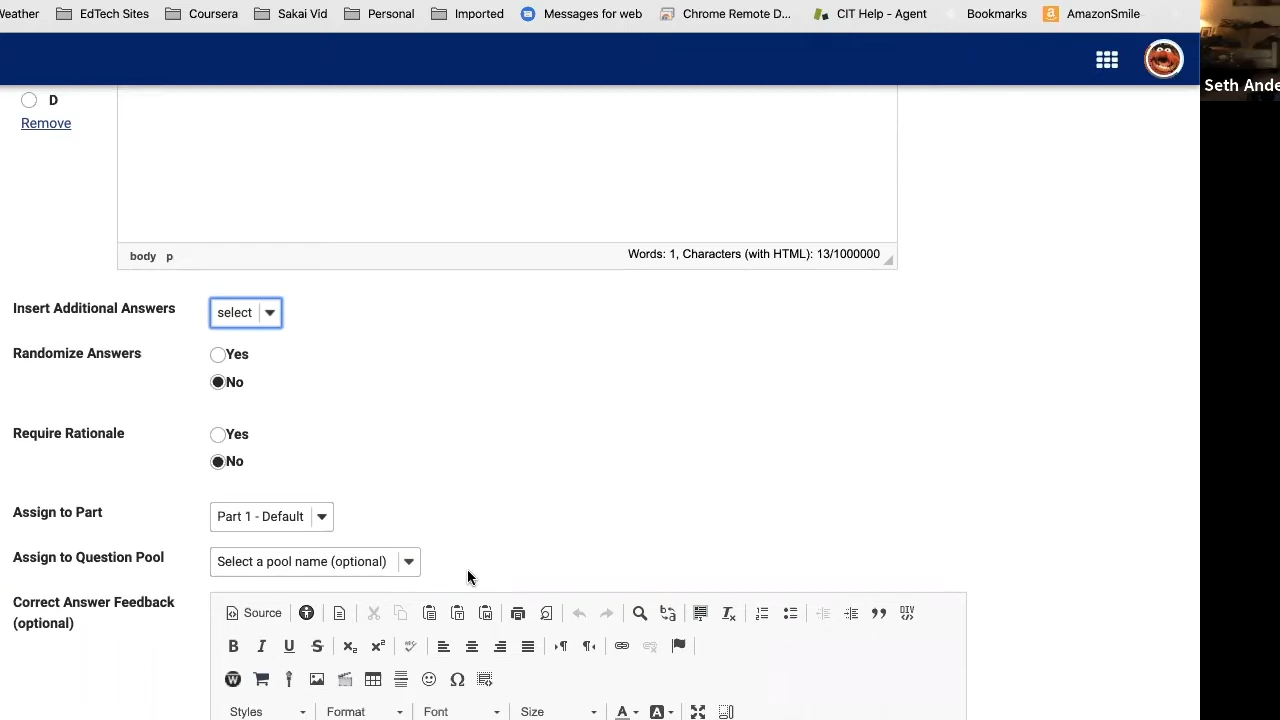 eather EdTech Sites Coursera Sakai Vid Personal Imported Messages for web Chrome Remote D... CIT Help - Agent Bookmarks AmazonSmile
Seth Ande
D
Remove
body p Words: 1, Characters (with HTML): 13/1000000
Insert Additional Answers select
Randomize Answers Yes
No
Require Rationale Yes
No
Assign to Part Part 1 - Default
Assign to Question Pool Select a pool name (optional)
Correct Answer Feedback
(optional)
Source
Styles Format Font Size